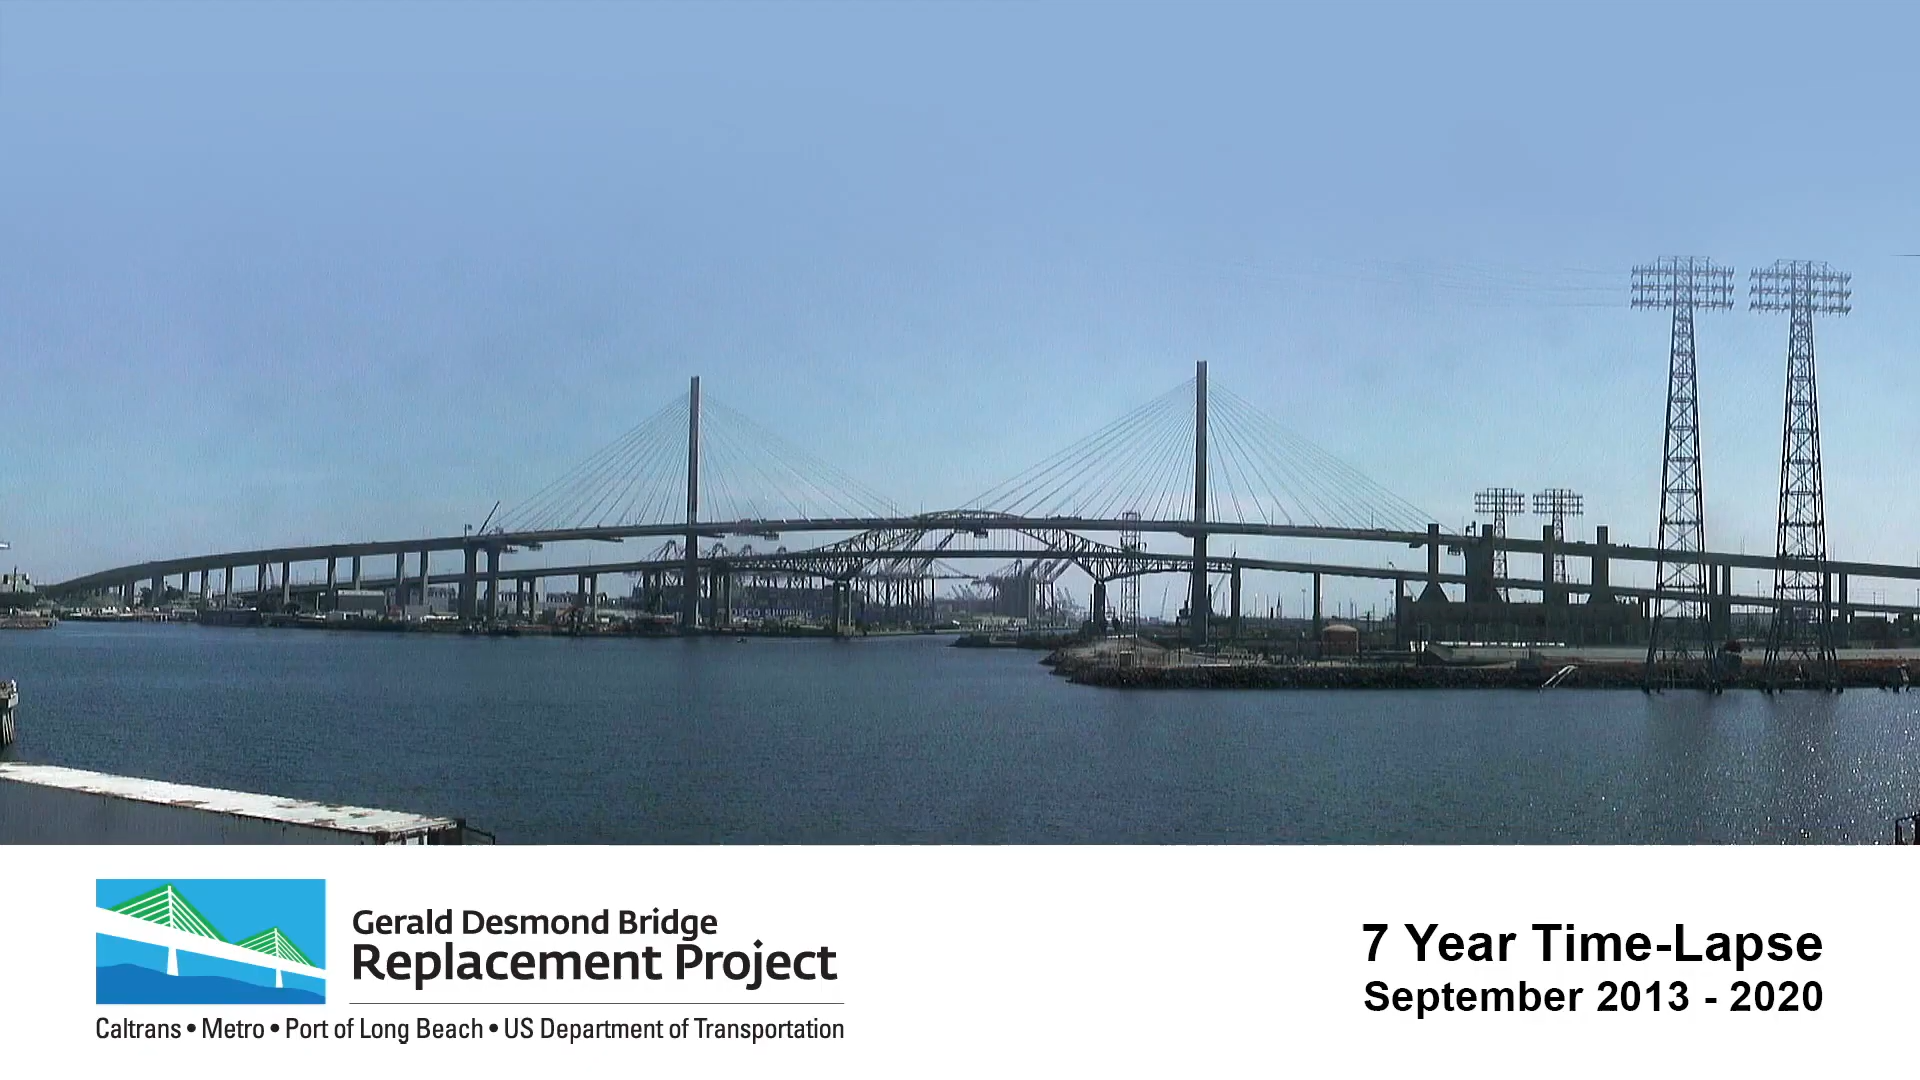 Gerald Desmond Bridge
Replacement Project
Caltrans • Metro • Port of Long Beach • US Department of Transportation
7 Year Time-Lapse
September 2013 - 2020